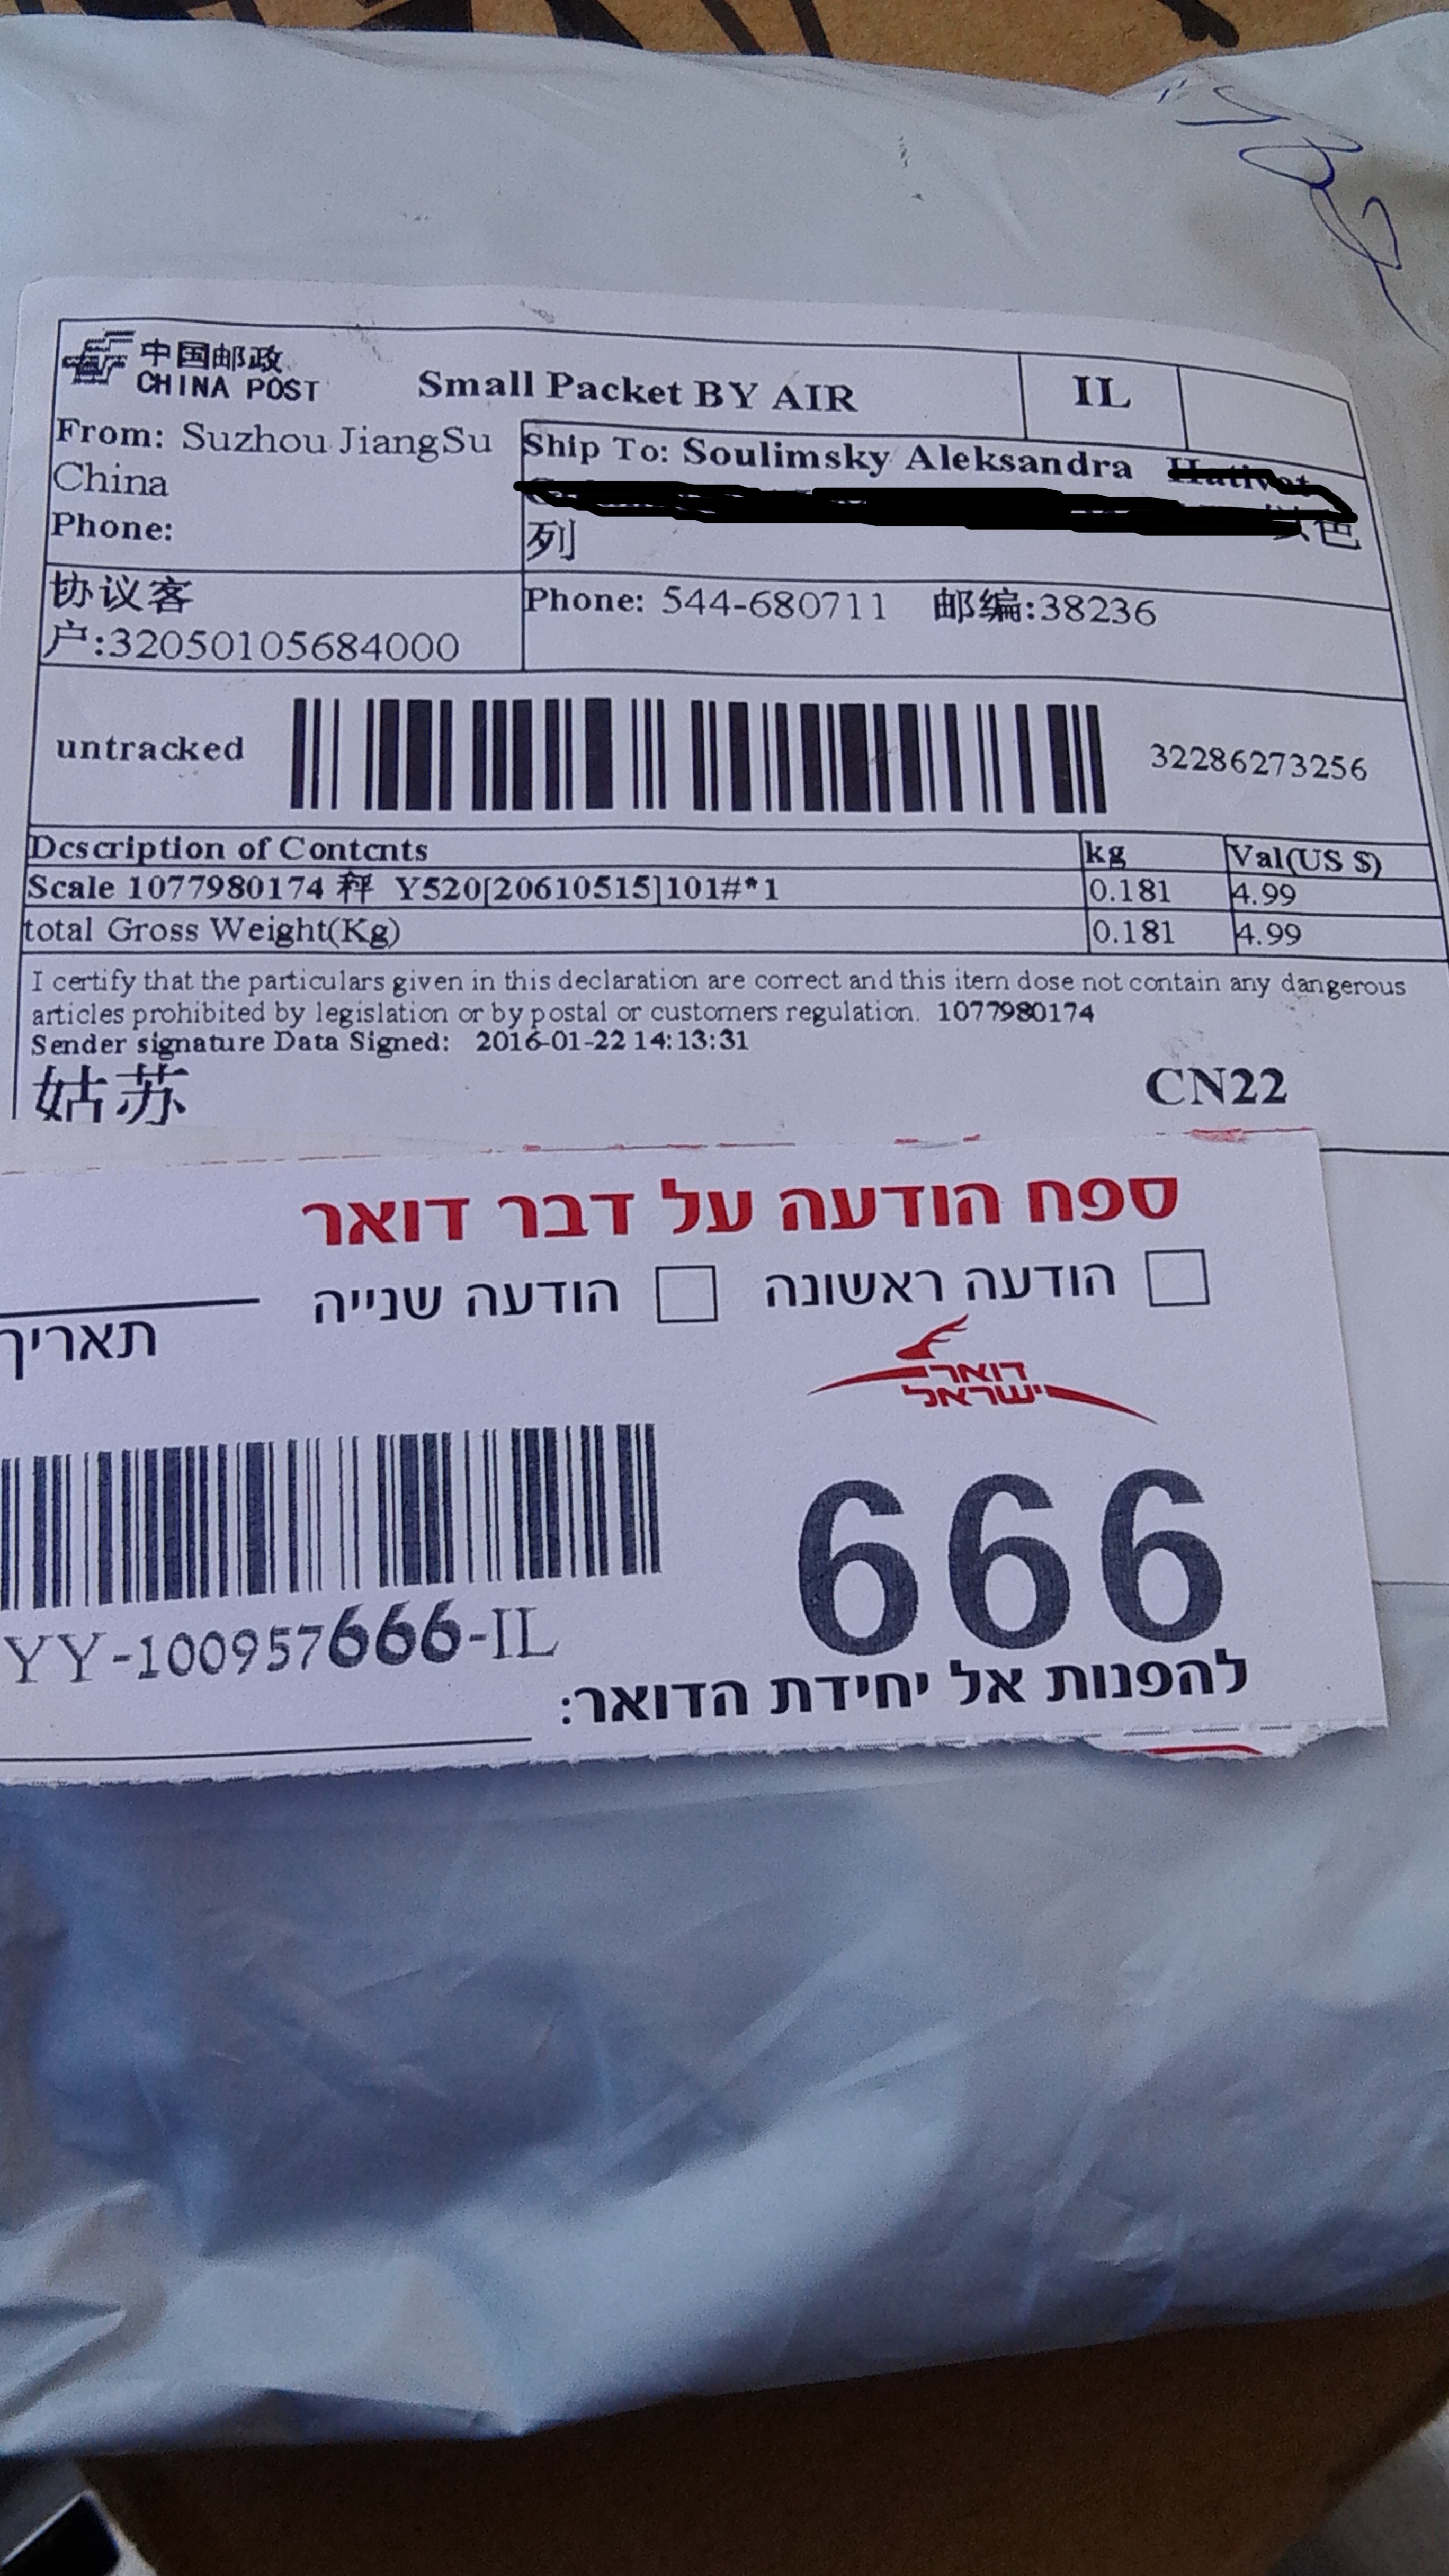 中国邮政
CHINA POST
Small Packet BY AIR
IL
From: Suzhou JiangSu
China
Phone:
Ship To: Soulimsky Aleksandra
色
列
协议客
户:32050105684000
Phone: 544-680711 邮编:38236
untracked
32286273256
Description of Contents kg Val(US $)
Scale 1077980174 秤 Y520[20610515]101#*1 0.181 4.99
total Gross Weight(Kg) 0.181 4.99
I certify that the particulars given in this declaration are correct and this item dose not contain any dangerous
articles prohibited by legislation or by postal or customers regulation. 1077980174
Sender signature Data Signed: 2016-01-22 14:13:31
姑苏
CN22
ספח הודעה על דבר דואר
הודעה ראשונה
הודעה שנייה
תאריך
דואר
ישראל
666
YY-100957666-IL
להפנות אל יחידת הדואר: